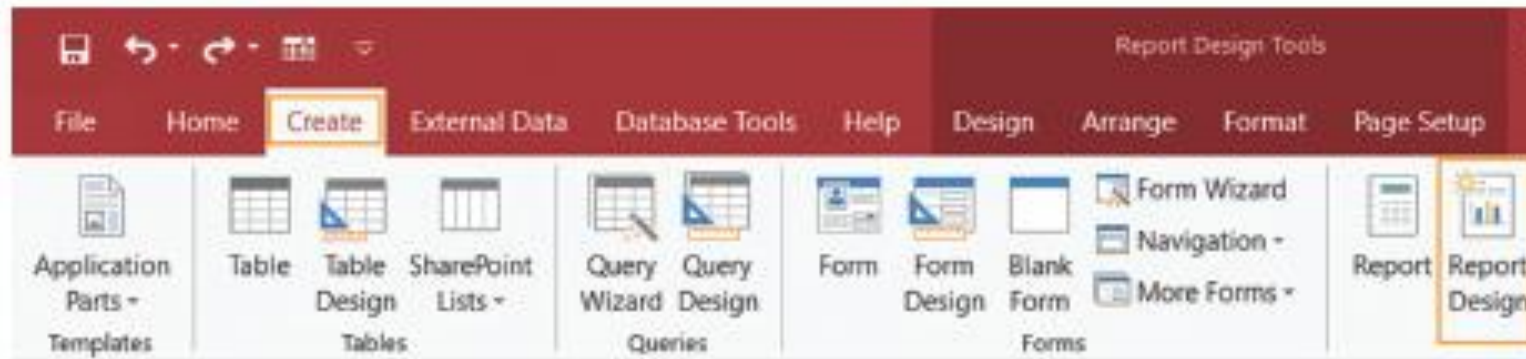 Report Design Tools
File Home Create External Data Database Tools Help Design Arrange Format Page Setup
Application Parts
Table
Table Design
SharePoint Lists
Query Wizard
Query Design
Form
Form Design
Blank Form
Form Wizard
Navigation
More Forms
Report
Report Design
Templates
Tables
Queries
Forms